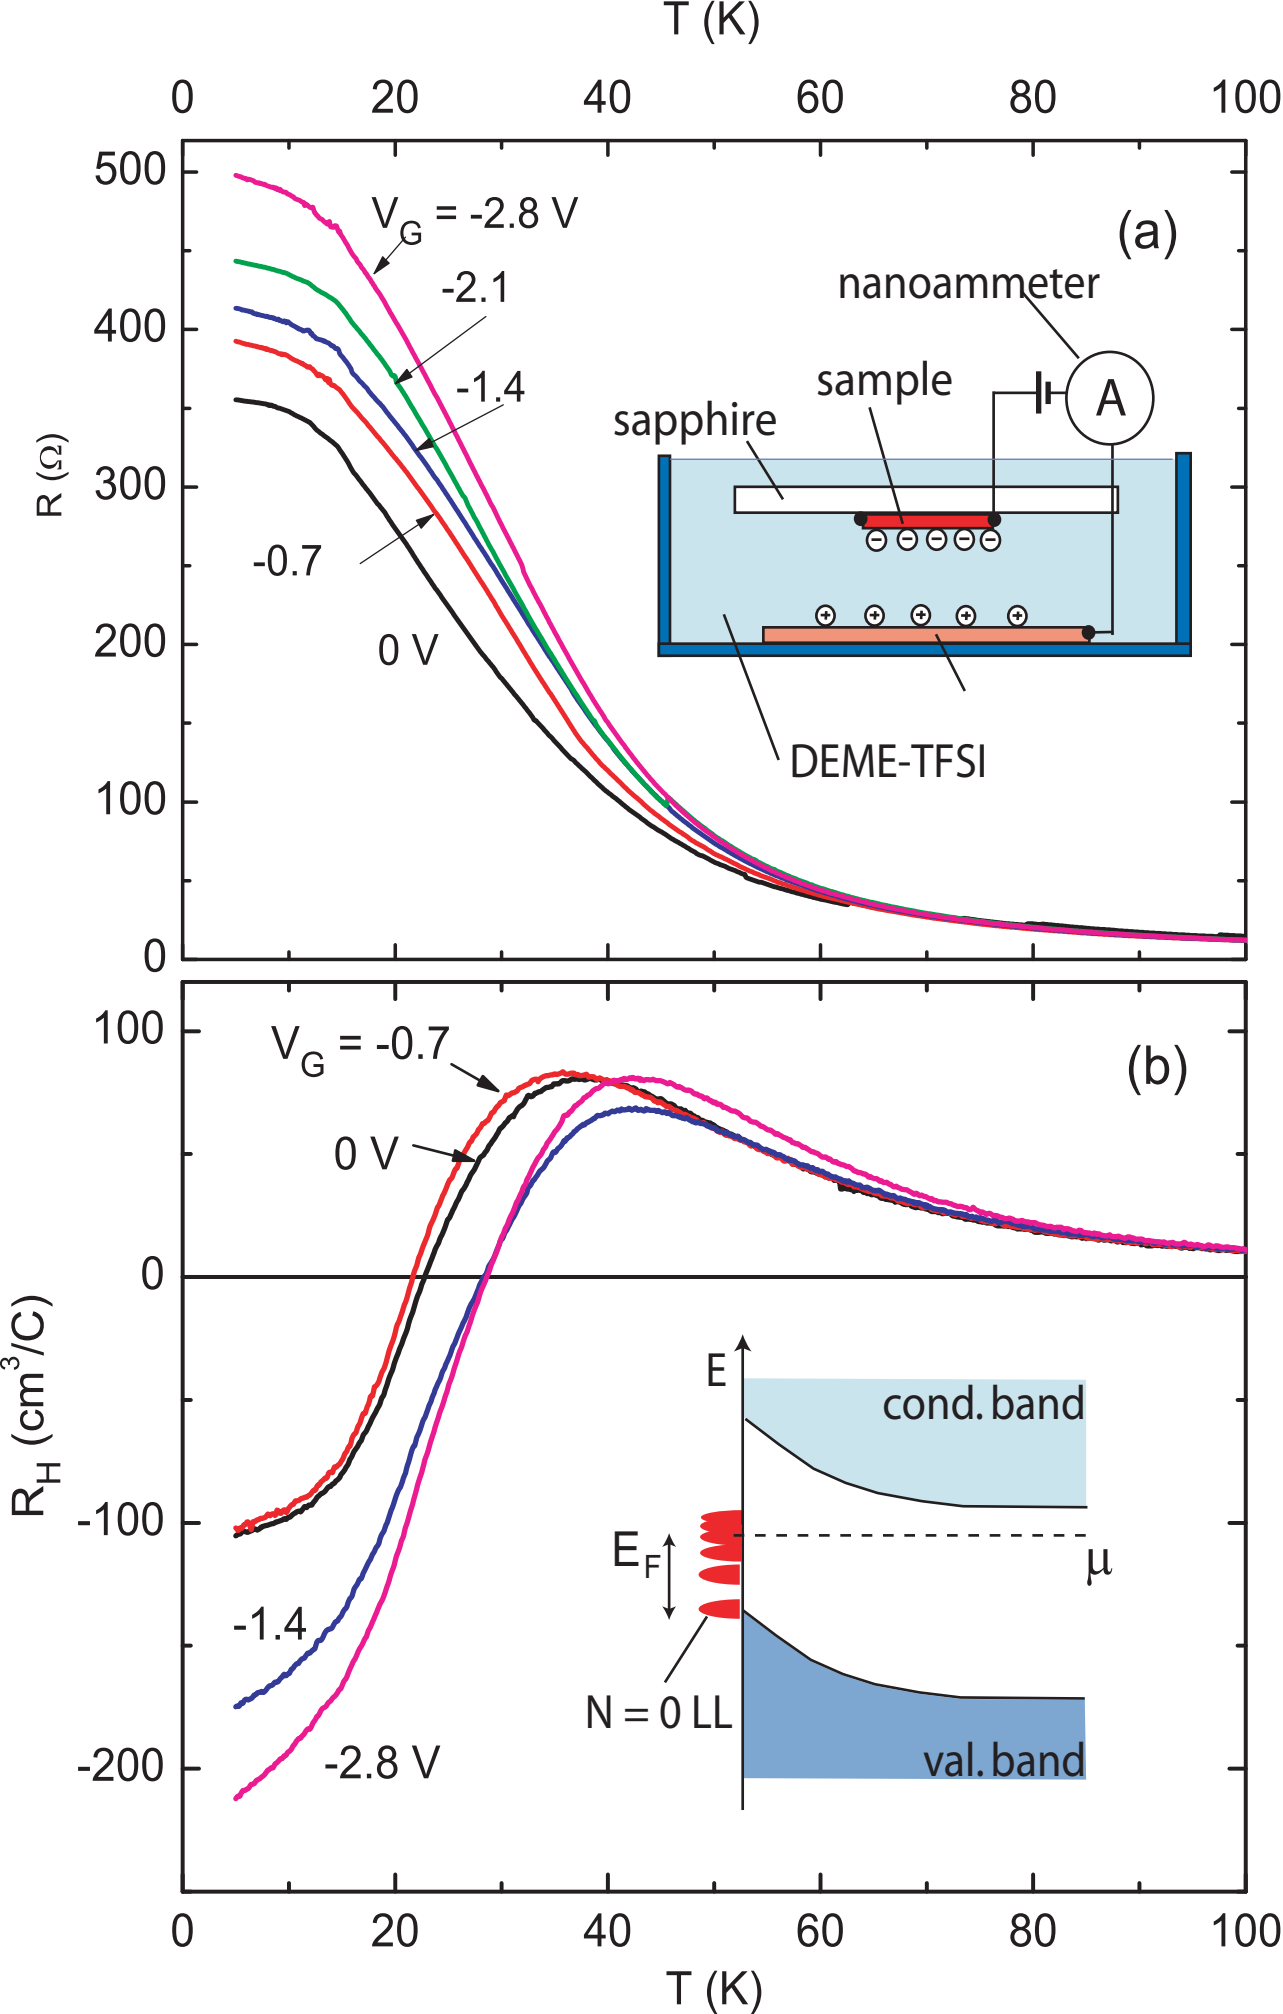 T (K)
0 20 40 60 80 100
500
400
300
200
100
0
R (Ω)
V_G = -2.8 V
-2.1
-1.4
-0.7
0 V
(a)
nanoammeter
A
sample
sapphire
− − − − −
+ + + + +
DEME-TFSI
100
0
-100
-200
R_H (cm³/C)
V_G = -0.7
0 V
-1.4
-2.8 V
(b)
E
cond. band
E_F
μ
N = 0 LL
val. band
0 20 40 60 80 100
T (K)